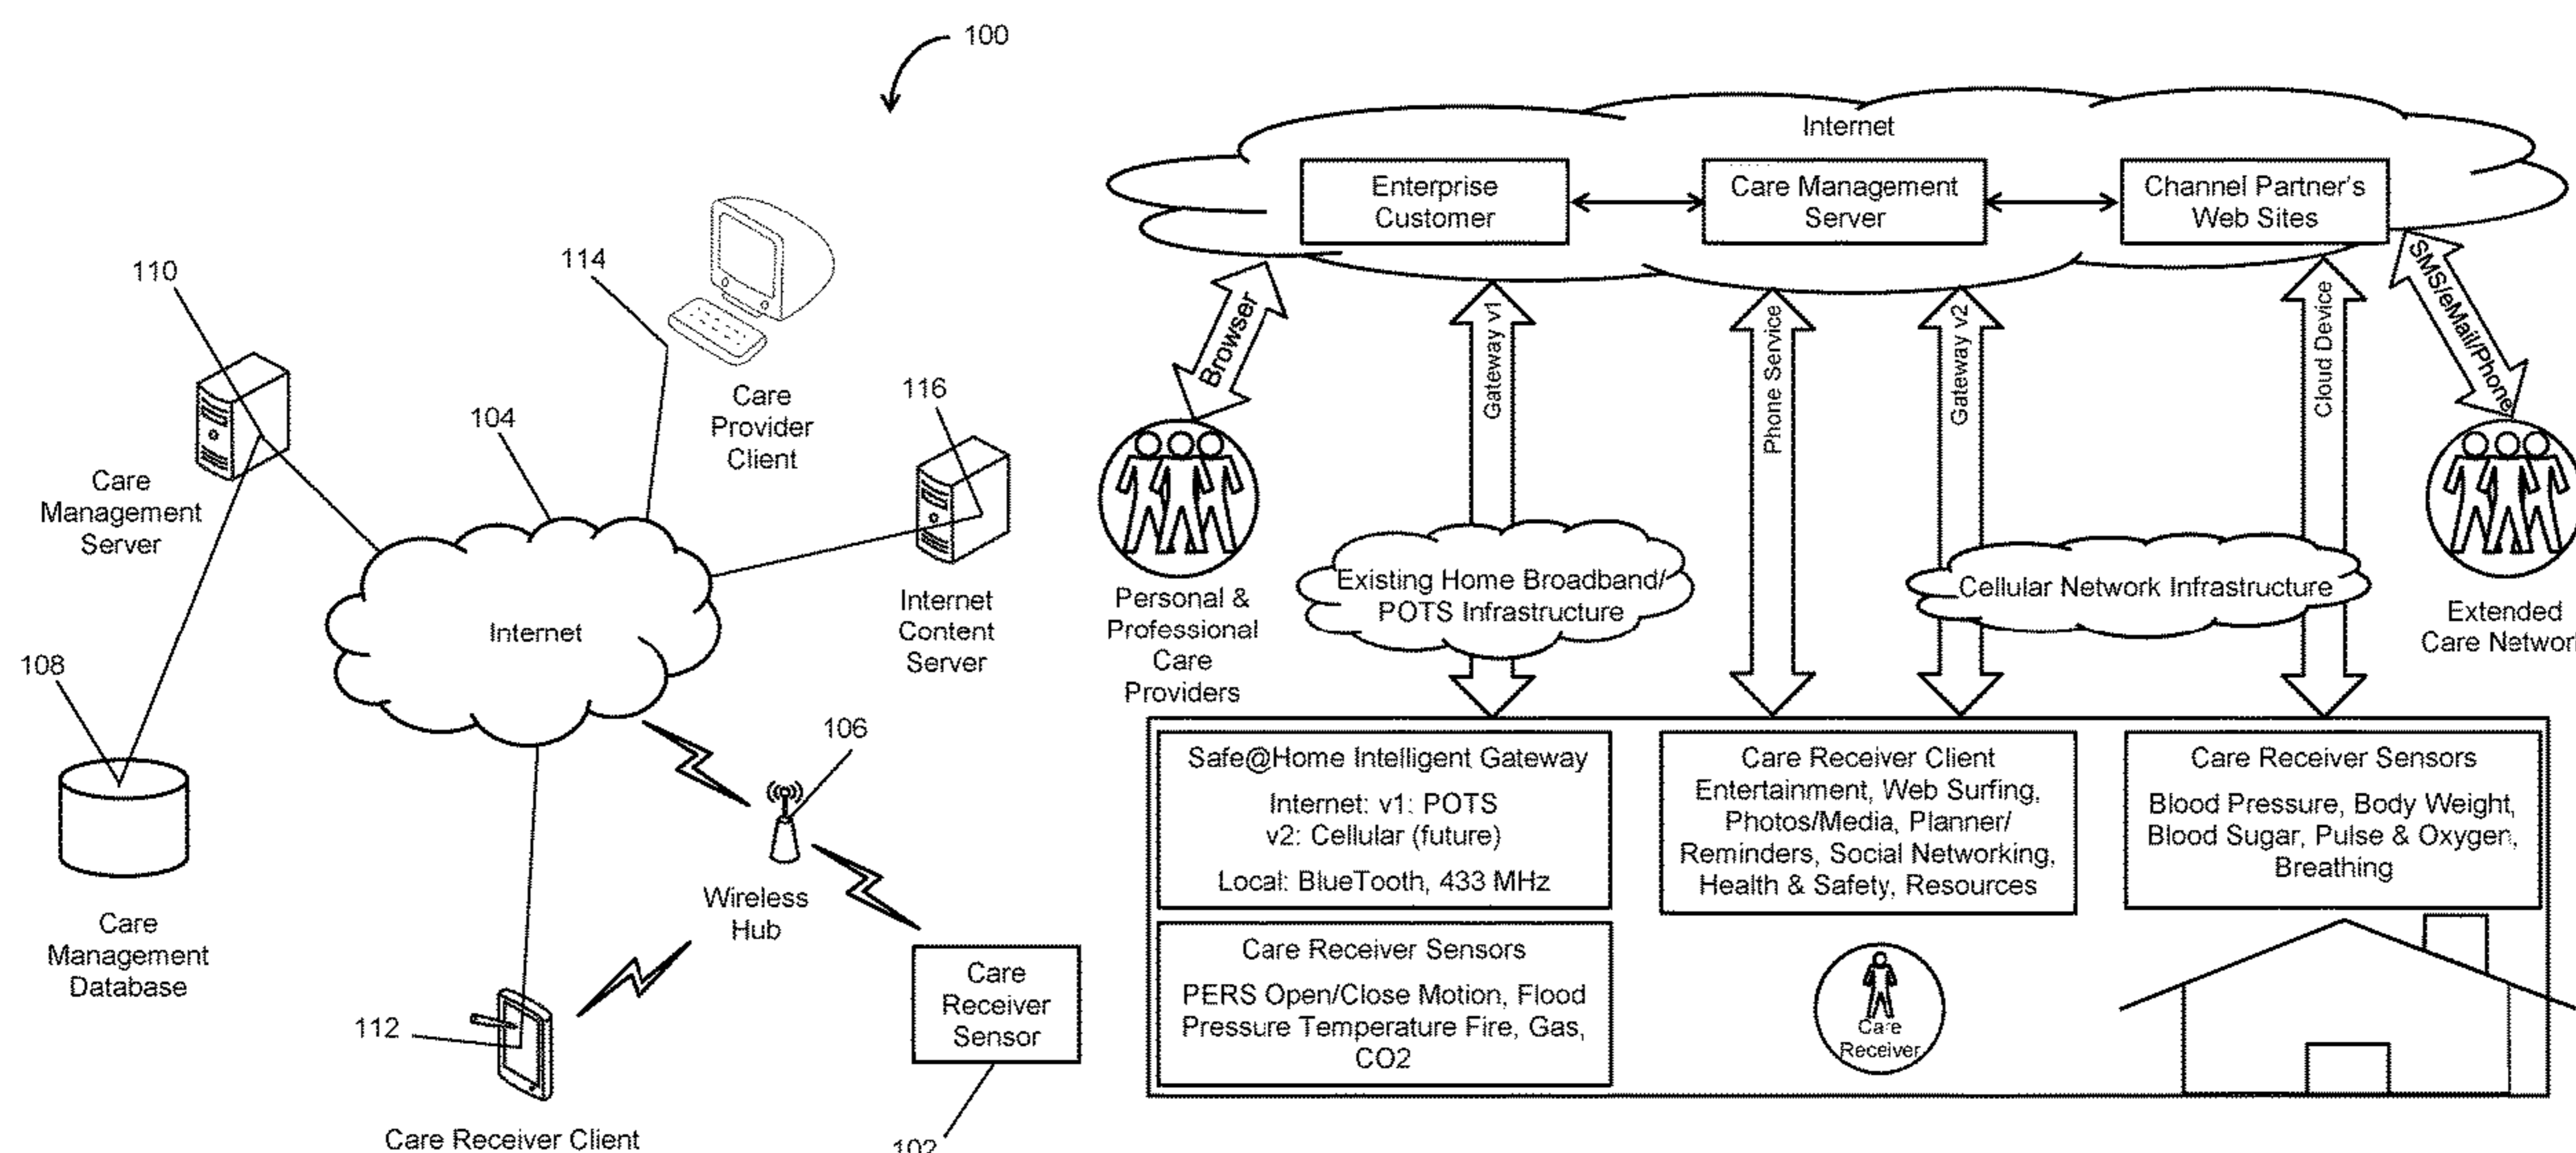 100
110
114
104
116
108
106
112
102
Care
Provider
Client
Care
Management
Server
Internet
Content
Server
Internet
Care
Management
Database
Wireless
Hub
Care
Receiver
Sensor
Care Receiver Client
Internet
Enterprise
Customer
Care Management
Server
Channel Partner's
Web Sites
Browser
Gateway v1
Phone Service
Gateway v2
Cloud Device
SMS/eMail/Phone
Personal &
Professional
Care
Providers
Existing Home Broadband/
POTS Infrastructure
Cellular Network Infrastructure
Extended
Care Network
Safe@Home Intelligent Gateway
Internet: v1: POTS
v2: Cellular (future)
Local: BlueTooth, 433 MHz
Care Receiver Client
Entertainment, Web Surfing,
Photos/Media, Planner/
Reminders, Social Networking,
Health & Safety, Resources
Care Receiver Sensors
Blood Pressure, Body Weight,
Blood Sugar, Pulse & Oxygen,
Breathing
Care Receiver Sensors
PERS Open/Close Motion, Flood
Pressure Temperature Fire, Gas,
CO2
Care
Receiver